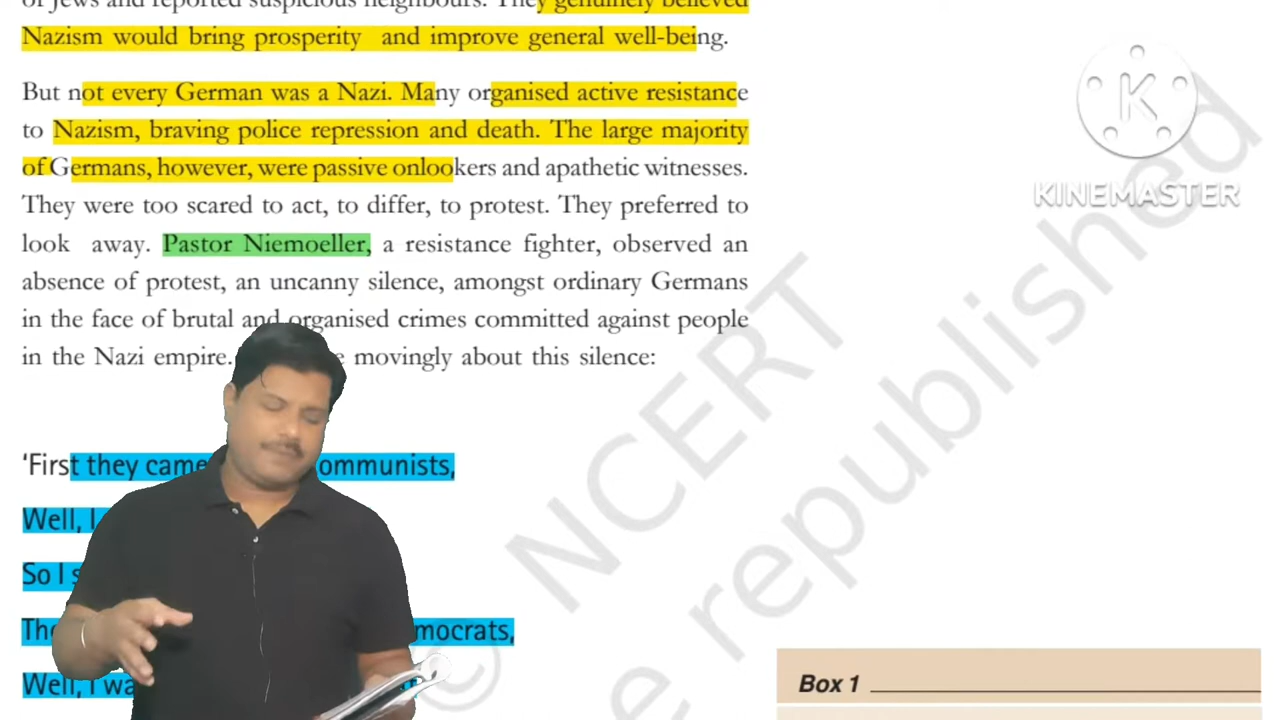 of Jews and reported suspicious neighbours. They genuinely believed
Nazism would bring prosperity and improve general well-being.
But not every German was a Nazi. Many organised active resistance
to Nazism, braving police repression and death. The large majority
of Germans, however, were passive onlookers and apathetic witnesses.
They were too scared to act, to differ, to protest. They preferred to
look away. Pastor Niemoeller, a resistance fighter, observed an
absence of protest, an uncanny silence, amongst ordinary Germans
in the face of brutal and organised crimes committed against people
in the Nazi empire. movingly about this silence:
'First they came ommunists,
Well, I
So I s
The mocrats,
Well, I wa
K
KINEMASTER
© NCERT
e republished
Box 1